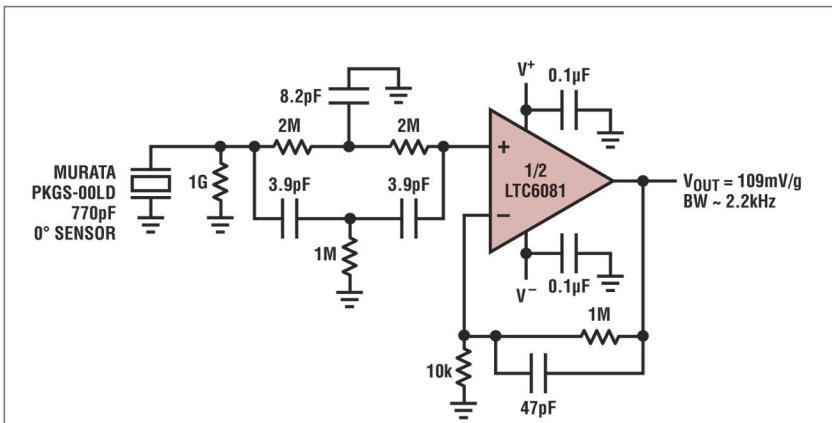 V+
0.1µF
8.2pF
2M
2M
MURATA
PKGS-00LD
770pF
0° SENSOR
1G
3.9pF
3.9pF
1M
+
1/2
LTC6081
–
VOUT = 109mV/g
BW ~ 2.2kHz
V–
0.1µF
1M
10k
47pF